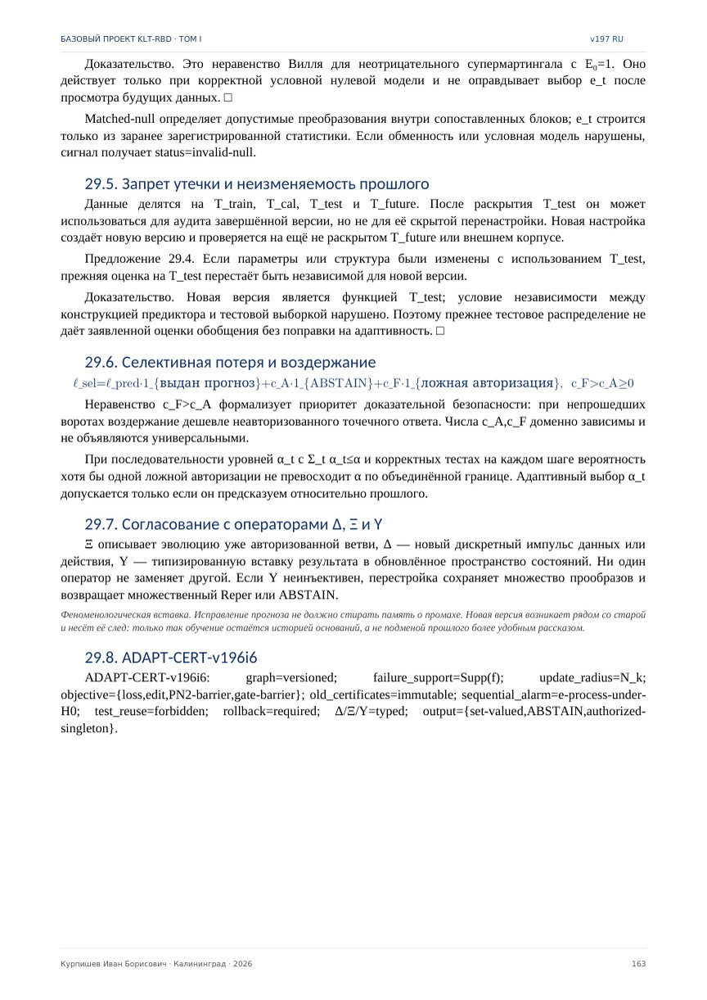 БАЗОВЫЙ ПРОЕКТ KLT-RBD · ТОМ I
v197 RU
Доказательство. Это неравенство Вилля для неотрицательного супермартингала с E₀=1. Оно
действует только при корректной условной нулевой модели и не оправдывает выбор e_t после
просмотра будущих данных. □
Matched-null определяет допустимые преобразования внутри сопоставленных блоков; e_t строится
только из заранее зарегистрированной статистики. Если обменность или условная модель нарушены,
сигнал получает status=invalid-null.
29.5. Запрет утечки и неизменяемость прошлого
Данные делятся на T_train, T_cal, T_test и T_future. После раскрытия T_test он может
использоваться для аудита завершённой версии, но не для её скрытой перенастройки. Новая настройка
создаёт новую версию и проверяется на ещё не раскрытом T_future или внешнем корпусе.
Предложение 29.4. Если параметры или структура были изменены с использованием T_test,
прежняя оценка на T_test перестаёт быть независимой для новой версии.
Доказательство. Новая версия является функцией T_test; условие независимости между
конструкцией предиктора и тестовой выборкой нарушено. Поэтому прежнее тестовое распределение не
даёт заявленной оценки обобщения без поправки на адаптивность. □
29.6. Селективная потеря и воздержание
ℓ_sel=ℓ_pred·1_{выдан прогноз}+c_A·1_{ABSTAIN}+c_F·1_{ложная авторизация}, c_F>c_A≥0
Неравенство c_F>c_A формализует приоритет доказательной безопасности: при непрошедших
воротах воздержание дешевле неавторизованного точечного ответа. Числа c_A,c_F доменно зависимы и
не объявляются универсальными.
При последовательности уровней α_t с Σ_t α_t≤α и корректных тестах на каждом шаге вероятность
хотя бы одной ложной авторизации не превосходит α по объединённой границе. Адаптивный выбор α_t
допускается только если он предсказуем относительно прошлого.
29.7. Согласование с операторами Δ, Ξ и Υ
Ξ описывает эволюцию уже авторизованной ветви, Δ — новый дискретный импульс данных или
действия, Υ — типизированную вставку результата в обновлённое пространство состояний. Ни один
оператор не заменяет другой. Если Υ неинъективен, перестройка сохраняет множество прообразов и
возвращает множественный Reper или ABSTAIN.
Феноменологическая вставка. Исправление прогноза не должно стирать память о промахе. Новая версия возникает рядом со старой
и несёт её след: только так обучение остаётся историей оснований, а не подменой прошлого более удобным рассказом.
29.8. ADAPT-CERT-v196i6
ADAPT-CERT-v196i6: graph=versioned; failure_support=Supp(f); update_radius=N_k;
objective={loss,edit,PN2-barrier,gate-barrier}; old_certificates=immutable; sequential_alarm=e-process-under-
H0; test_reuse=forbidden; rollback=required; Δ/Ξ/Υ=typed; output={set-valued,ABSTAIN,authorized-
singleton}.
Курпишев Иван Борисович · Калининград · 2026
163